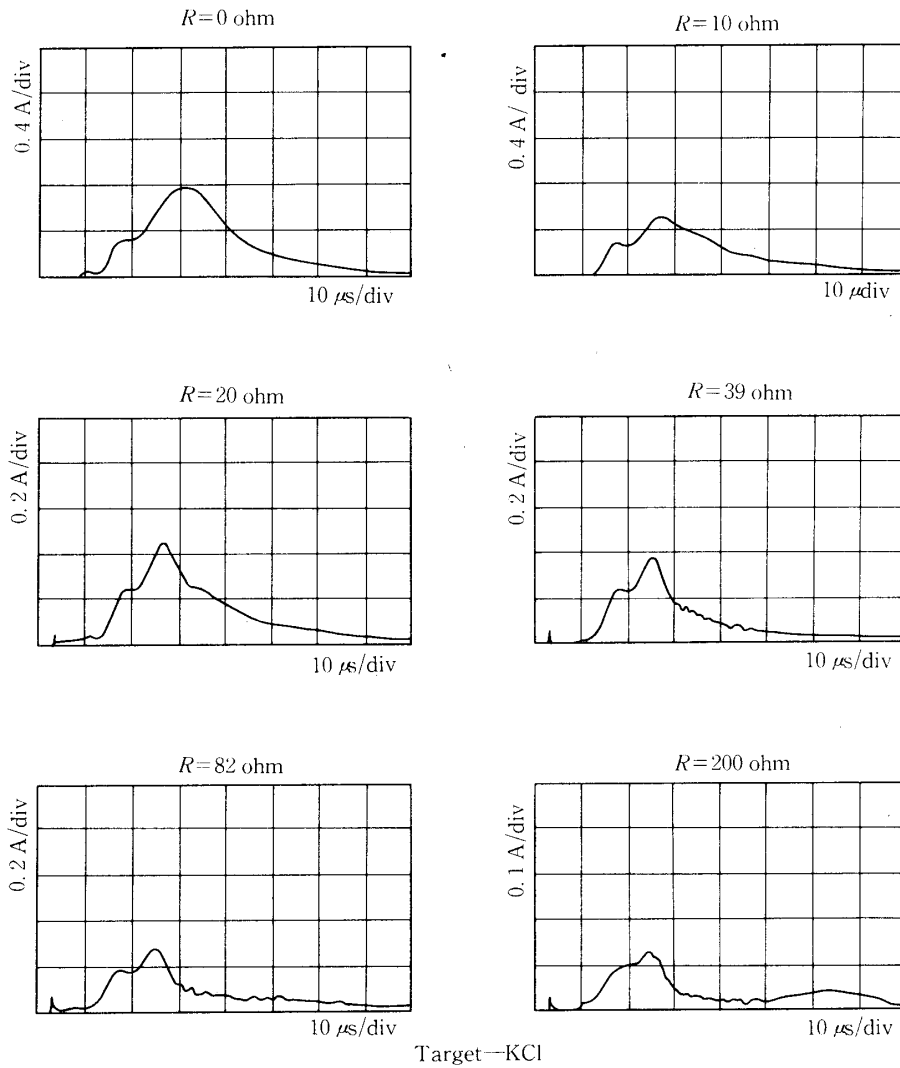 R=0 ohm
0.4 A/div
10 μs/div
R=10 ohm
0.4 A/ div
10 μdiv
R=20 ohm
0.2 A/div
10 μs/div
R=39 ohm
0.2 A/div
10 μs/div
R=82 ohm
0.2 A/div
10 μs/div
R=200 ohm
0.1 A/div
10 μs/div
Target—KCl